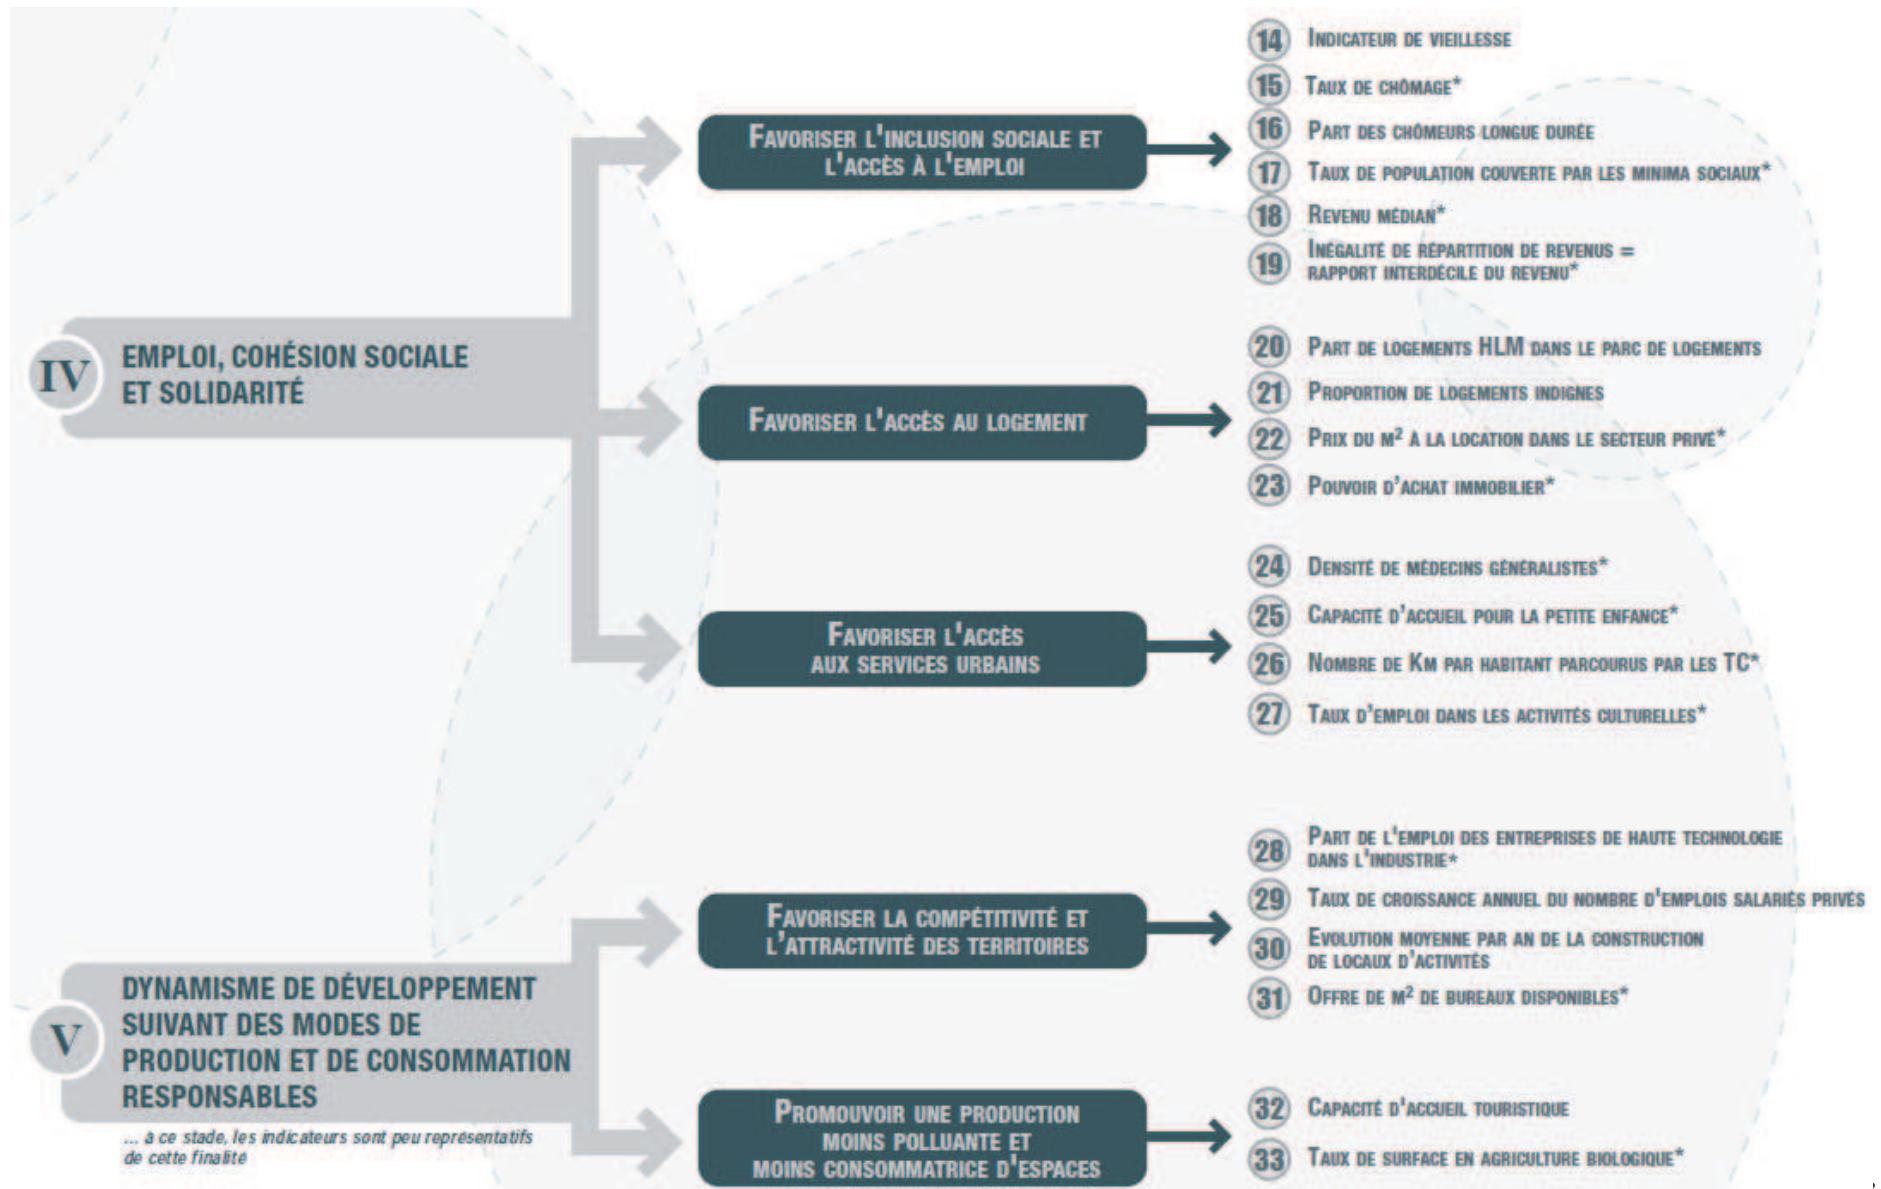 IV
EMPLOI, COHÉSION SOCIALE
ET SOLIDARITÉ
FAVORISER L'INCLUSION SOCIALE ET
L'ACCÈS À L'EMPLOI
14 INDICATEUR DE VIEILLESSE
15 TAUX DE CHÔMAGE*
16 PART DES CHÔMEURS LONGUE DURÉE
17 TAUX DE POPULATION COUVERTE PAR LES MINIMA SOCIAUX*
18 REVENU MÉDIAN*
19 INÉGALITÉ DE RÉPARTITION DE REVENUS =
RAPPORT INTERDÉCILE DU REVENU*
FAVORISER L'ACCÈS AU LOGEMENT
20 PART DE LOGEMENTS HLM DANS LE PARC DE LOGEMENTS
21 PROPORTION DE LOGEMENTS INDIGNES
22 PRIX DU M² À LA LOCATION DANS LE SECTEUR PRIVÉ*
23 POUVOIR D'ACHAT IMMOBILIER*
FAVORISER L'ACCÈS
AUX SERVICES URBAINS
24 DENSITÉ DE MÉDECINS GÉNÉRALISTES*
25 CAPACITÉ D'ACCUEIL POUR LA PETITE ENFANCE*
26 NOMBRE DE KM PAR HABITANT PARCOURUS PAR LES TC*
27 TAUX D'EMPLOI DANS LES ACTIVITÉS CULTURELLES*
V
DYNAMISME DE DÉVELOPPEMENT
SUIVANT DES MODES DE
PRODUCTION ET DE CONSOMMATION
RESPONSABLES
... à ce stade, les indicateurs sont peu représentatifs
de cette finalité
FAVORISER LA COMPÉTITIVITÉ ET
L'ATTRACTIVITÉ DES TERRITOIRES
28 PART DE L'EMPLOI DES ENTREPRISES DE HAUTE TECHNOLOGIE
DANS L'INDUSTRIE*
29 TAUX DE CROISSANCE ANNUEL DU NOMBRE D'EMPLOIS SALARIÉS PRIVÉS
30 EVOLUTION MOYENNE PAR AN DE LA CONSTRUCTION
DE LOCAUX D'ACTIVITÉS
31 OFFRE DE M² DE BUREAUX DISPONIBLES*
PROMOUVOIR UNE PRODUCTION
MOINS POLLUANTE ET
MOINS CONSOMMATRICE D'ESPACES
32 CAPACITÉ D'ACCUEIL TOURISTIQUE
33 TAUX DE SURFACE EN AGRICULTURE BIOLOGIQUE*